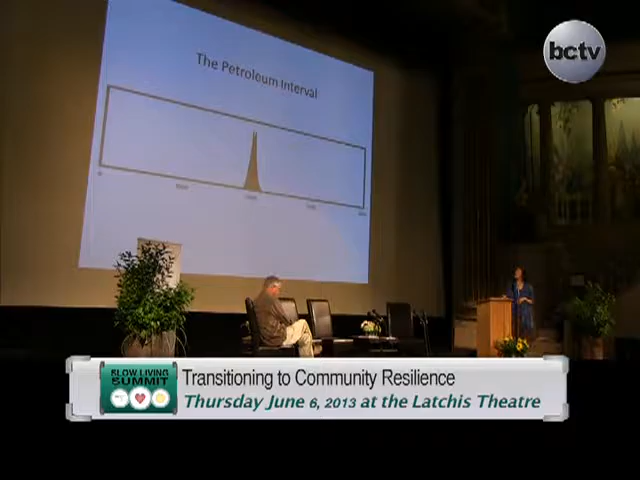 bctv
The Petroleum Interval
SLOW LIVING
SUMMIT
Transitioning to Community Resilience
Thursday June 6, 2013 at the Latchis Theatre